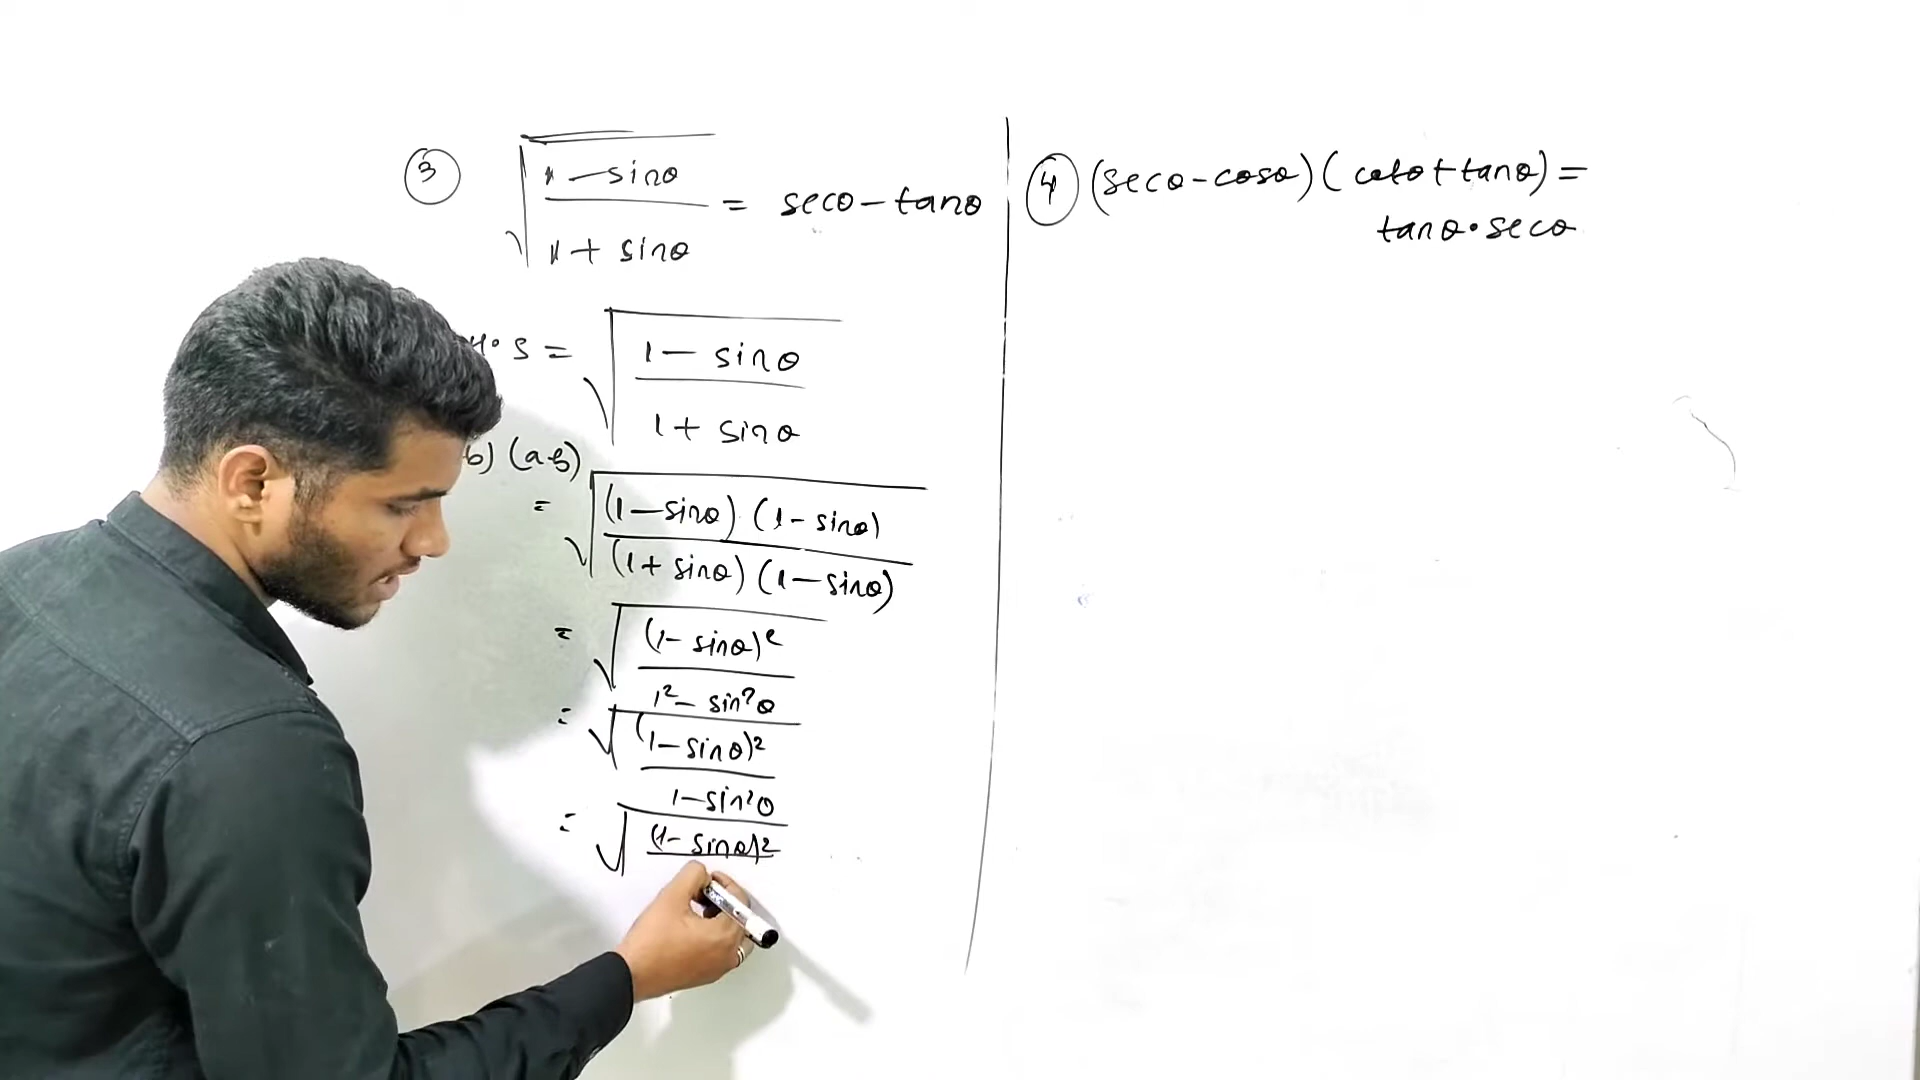 ③ √((1-sinθ)/(1+sinθ)) = secθ-tanθ
H.S = √((1-sinθ)/(1+sinθ))
b) (a-b)
= √((1-sinθ)(1-sinθ)/(1+sinθ)(1-sinθ))
= √((1-sinθ)²/(1²-sin²θ))
= √((1-sinθ)²/(1-sin²θ))
= √((1-sinθ)²
④ (secθ-cosθ)(cotθ+tanθ)=
tanθ·secθ